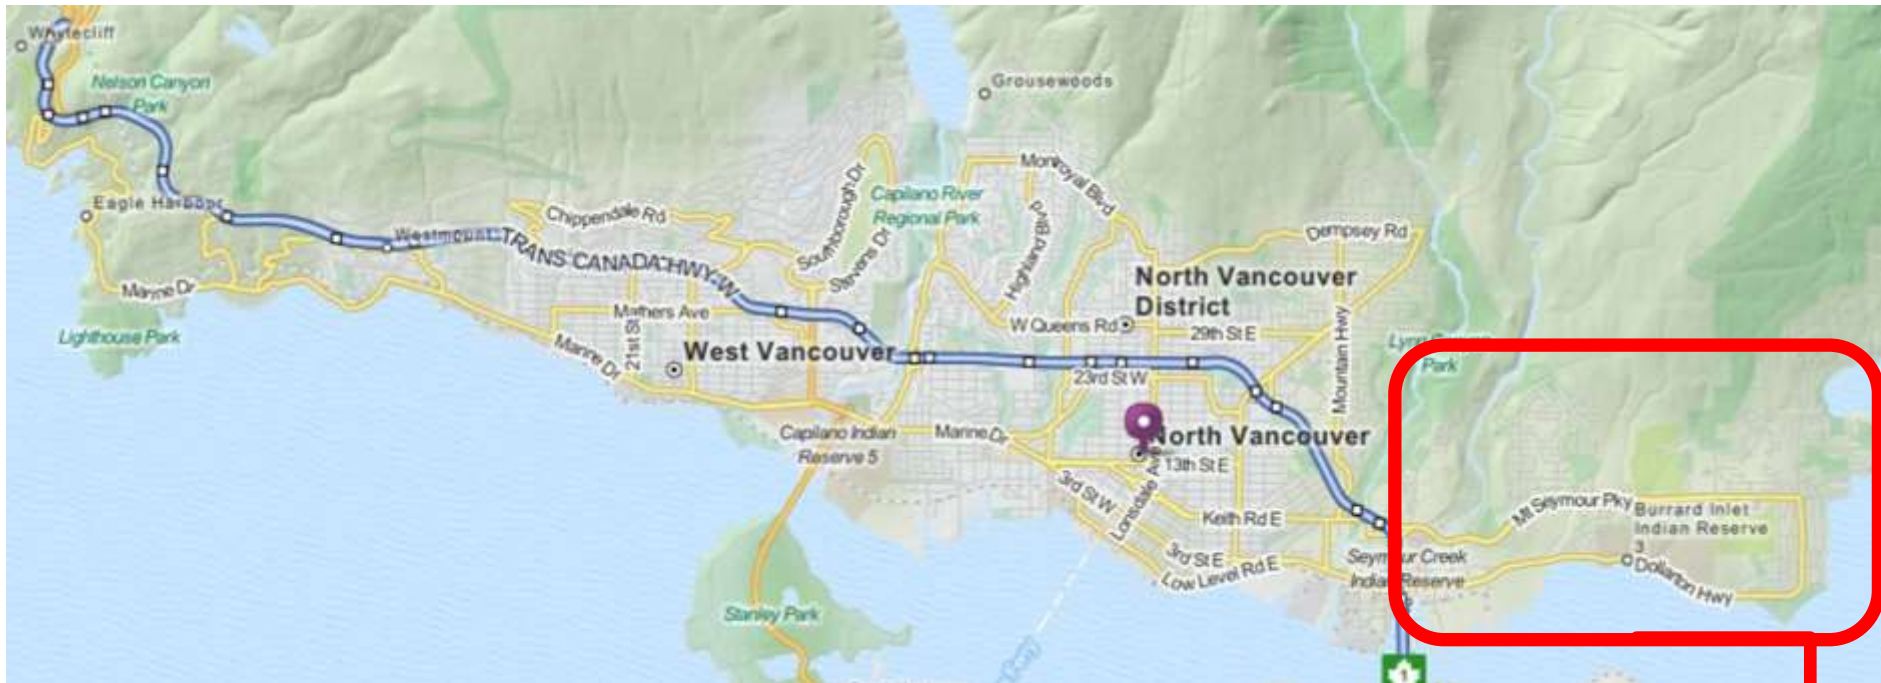 Whytecliff
Nelson Canyon
Park
Grousewoods
Montroyal Blvd
Southborough Dr
Capilano River
Regional Park
Eagle Harbor
Chippendale Rd
Highland Blvd
Westmount
TRANS CANADA HWY W
Stevens Dr
Dempsey Rd
North Vancouver
District
Marine Dr
Mathers Ave
21st St
W Queens Rd
29th St E
Mountain Hwy
Lighthouse Park
Marine Dr
West Vancouver
Park
23rd St W
Capilano Indian
Reserve 5
Marine Dr
North Vancouver
13th St E
3rd St W
Lonsdale Ave
Keith Rd E
Mt Seymour Pky
Burrard Inlet
Indian Reserve
3
3rd St E
Low Level Rd E
Seymour Creek
Indian Reserve
Dollarton Hwy
Stanley Park
1